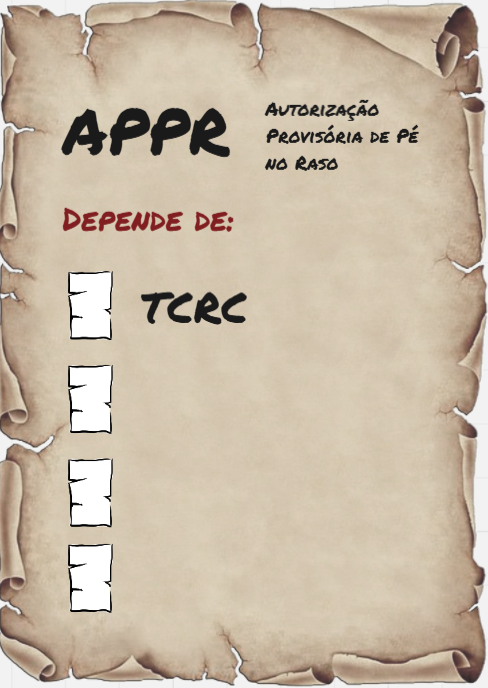 APPR
Autorização
Provisória de Pé
no Raso
Depende de:
TCRC